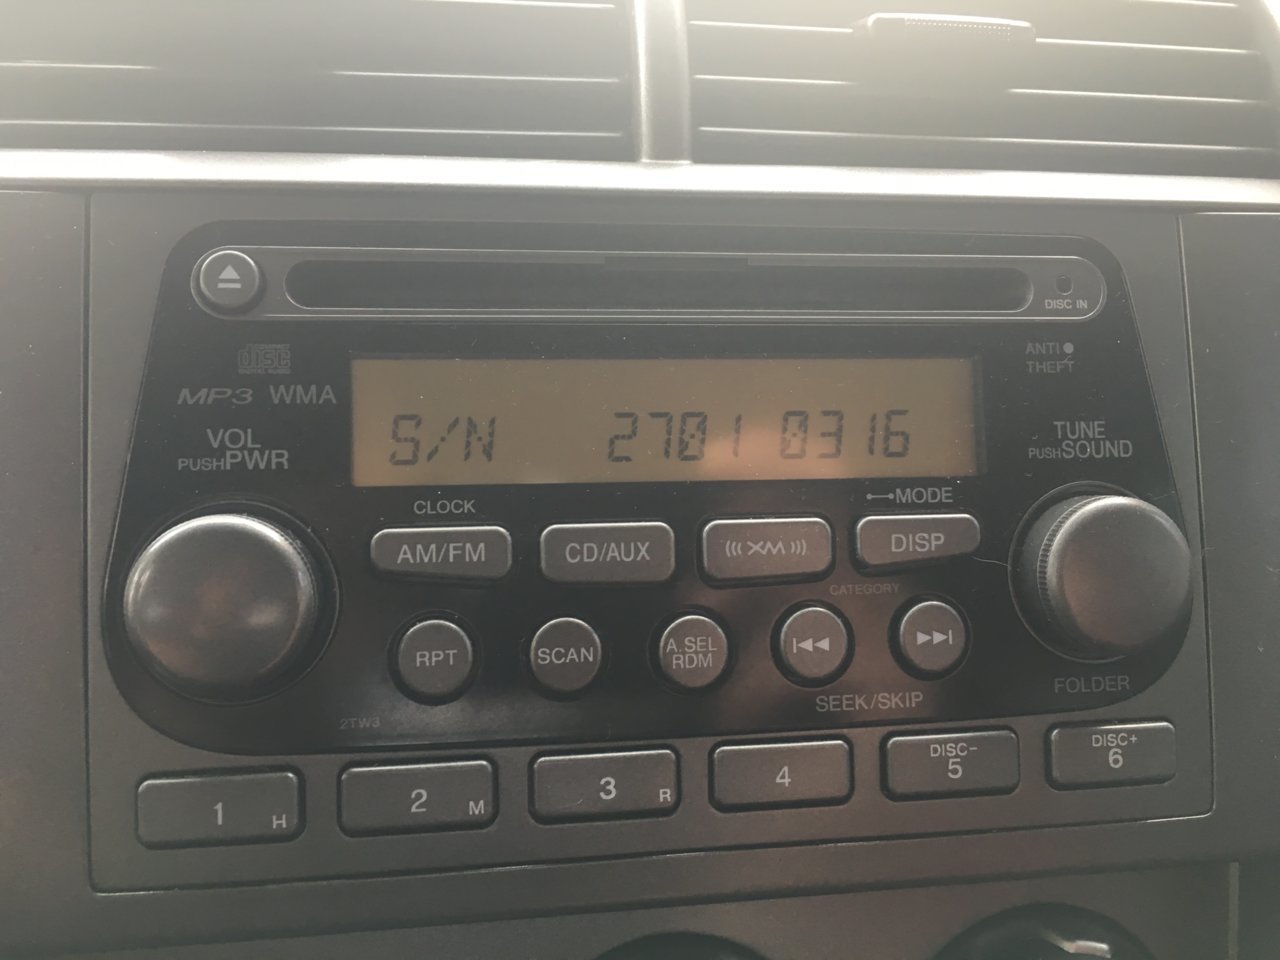 DISC IN
COMPACT
DISC
DIGITAL AUDIO
ANTI
THEFT
MP3 WMA
S/N 2701 0316
VOL
PUSH PWR
TUNE
PUSH SOUND
CLOCK
MODE
AM/FM
CD/AUX
XM
DISP
CATEGORY
RPT
SCAN
A.SEL
RDM
SEEK/SKIP
FOLDER
2TW3
1 H
2 M
3 R
4
DISC-
5
DISC+
6